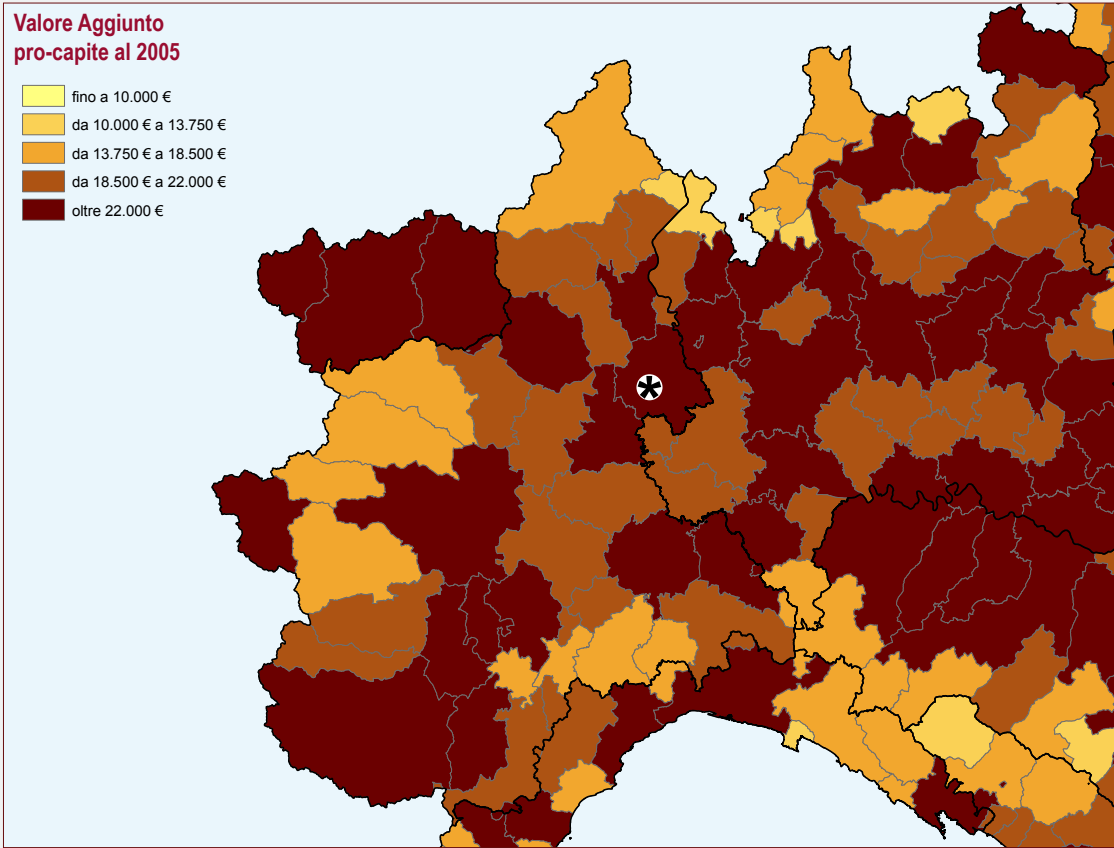 Valore Aggiunto
pro-capite al 2005
fino a 10.000 €
da 10.000 € a 13.750 €
da 13.750 € a 18.500 €
da 18.500 € a 22.000 €
oltre 22.000 €